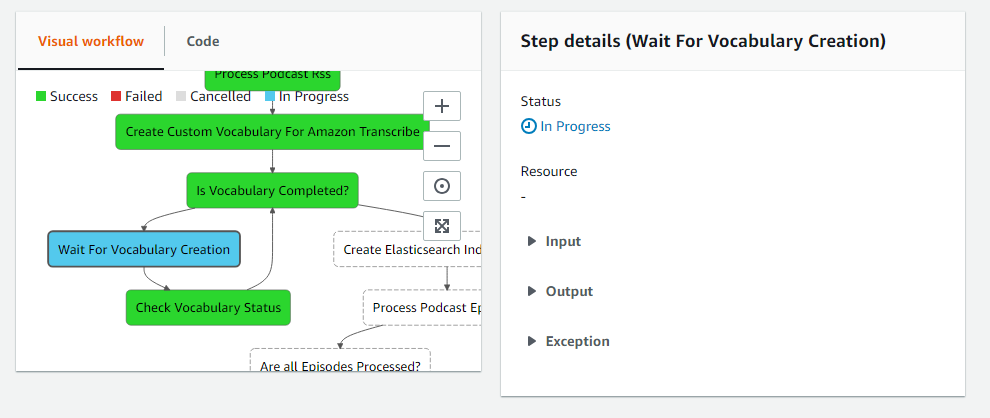 Visual workflow
Code
Process Podcast Rss
Success
Failed
Cancelled
In Progress
Create Custom Vocabulary For Amazon Transcribe
Is Vocabulary Completed?
Wait For Vocabulary Creation
Create Elasticsearch Ind
Check Vocabulary Status
Process Podcast Ep
Are all Episodes Processed?
Step details (Wait For Vocabulary Creation)
Status
In Progress
Resource
-
Input
Output
Exception